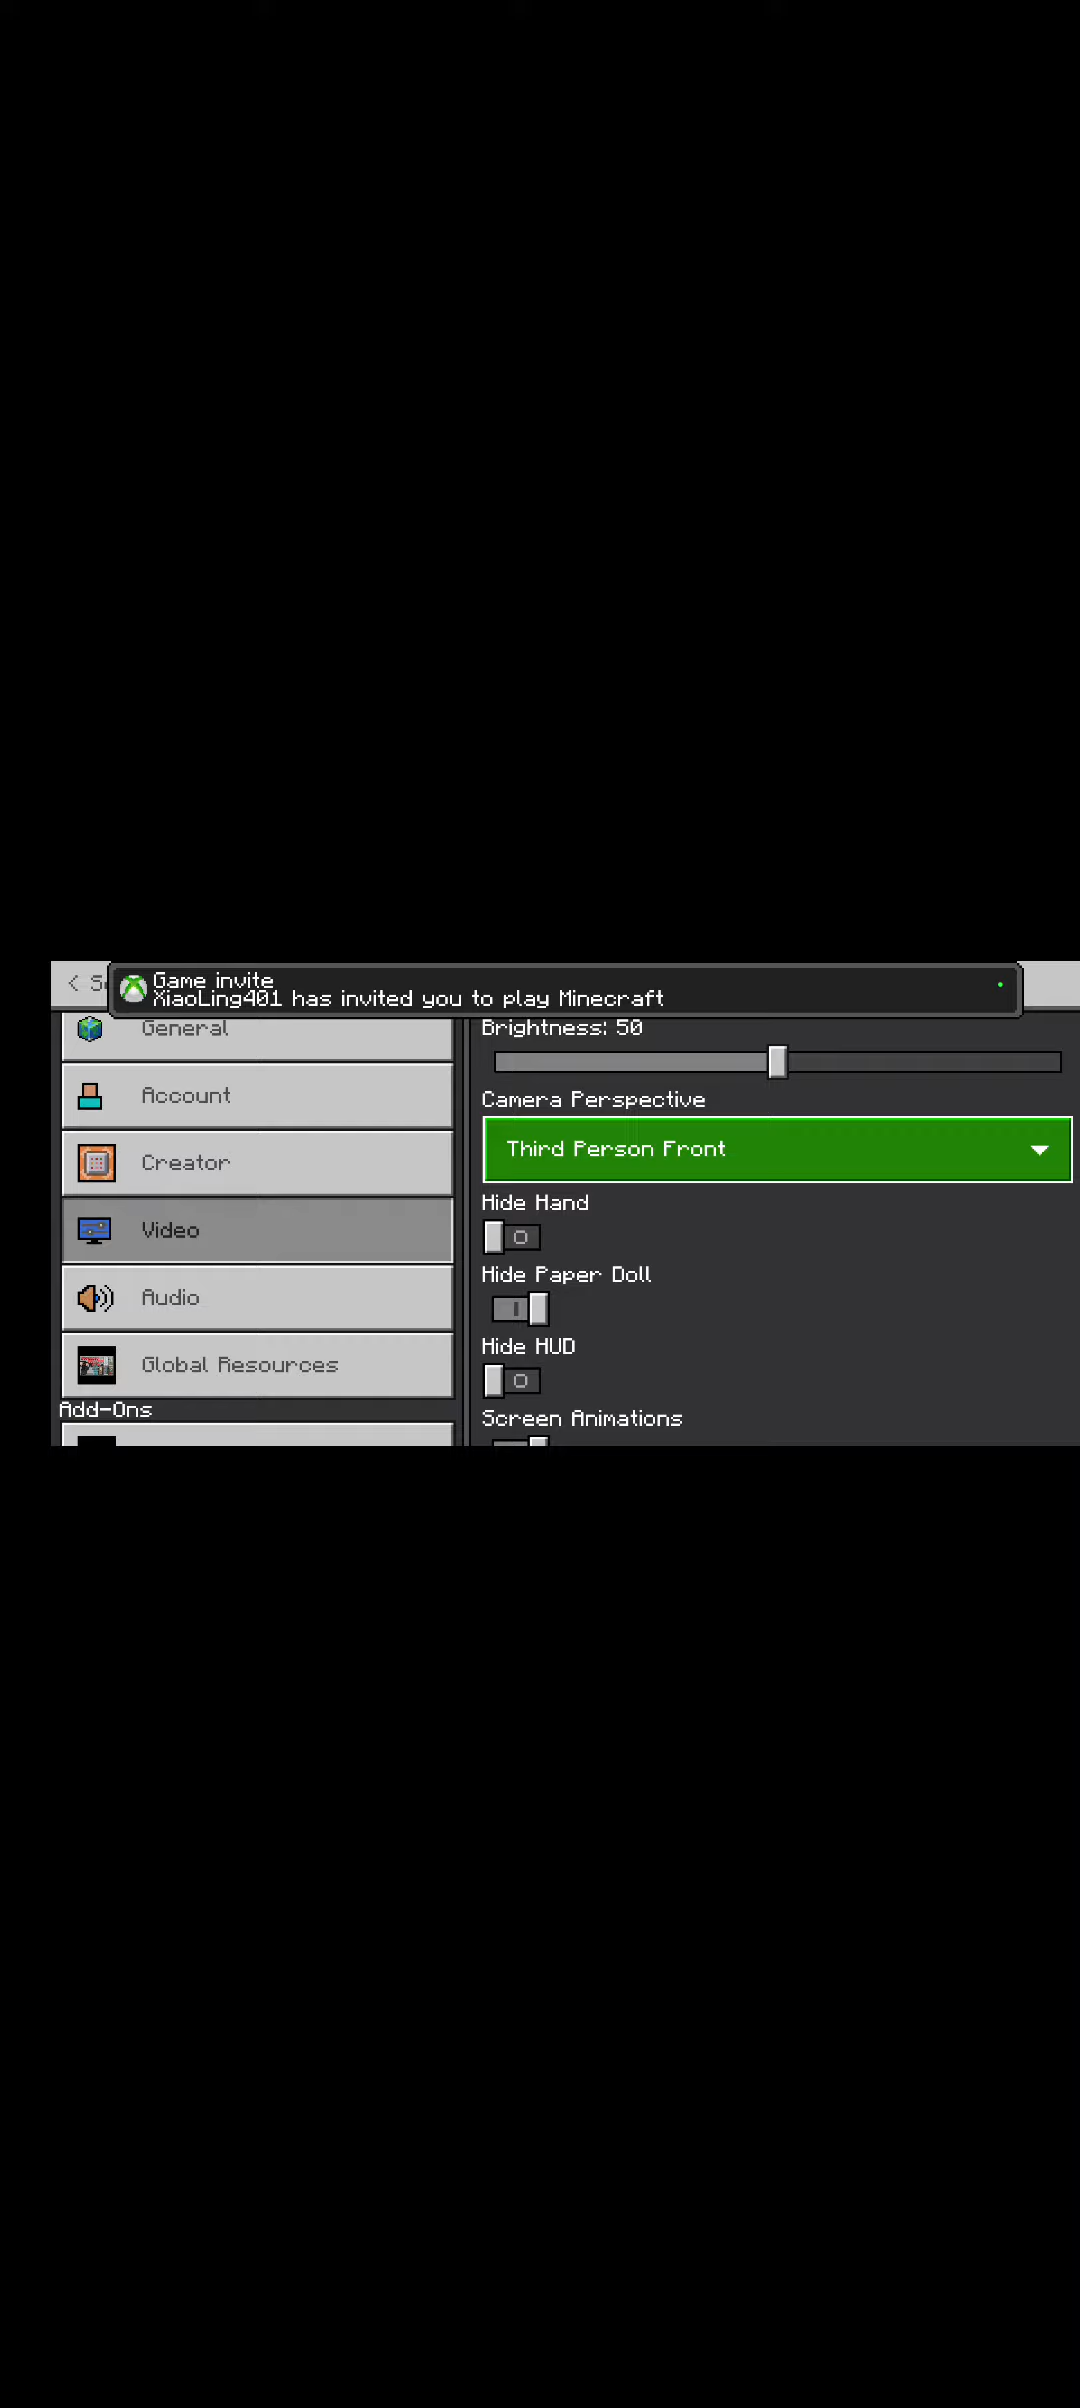 Game invite
XiaoLing401 has invited you to play Minecraft
General
Account
Creator
Video
Audio
Global Resources
Add-Ons
Brightness: 50
Camera Perspective
Third Person Front
Hide Hand
Hide Paper Doll
Hide HUD
Screen Animations